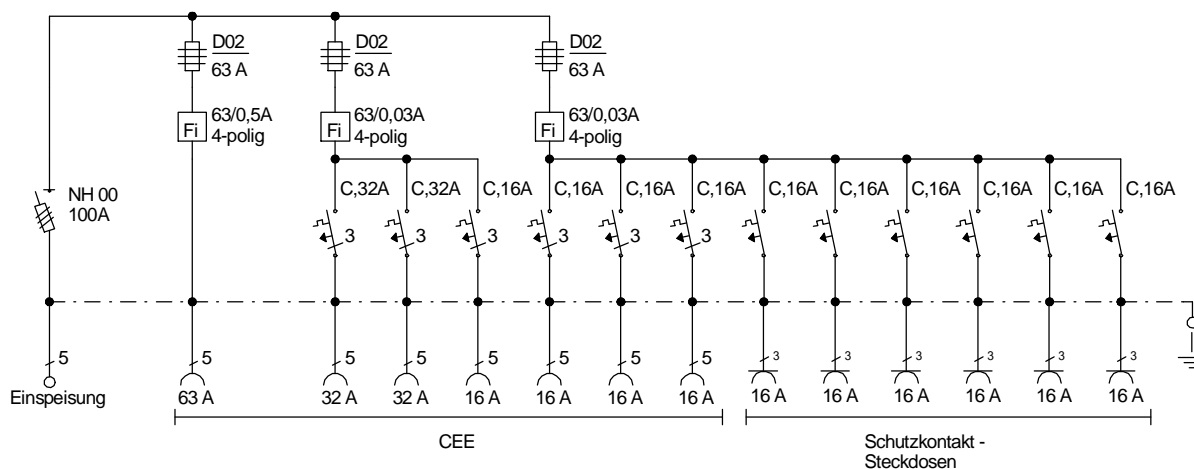 D02
63 A
D02
63 A
D02
63 A
Fi
63/0,5A
4-polig
Fi
63/0,03A
4-polig
Fi
63/0,03A
4-polig
NH 00
100A
C,32A
C,32A
C,16A
C,16A
C,16A
C,16A
C,16A
C,16A
C,16A
C,16A
C,16A
C,16A
3
3
3
3
3
3
5
5
5
5
5
5
5
5
3
3
3
3
3
3
Einspeisung
63 A
32 A
32 A
16 A
16 A
16 A
16 A
16 A
16 A
16 A
16 A
16 A
16 A
CEE
Schutzkontakt -
Steckdosen